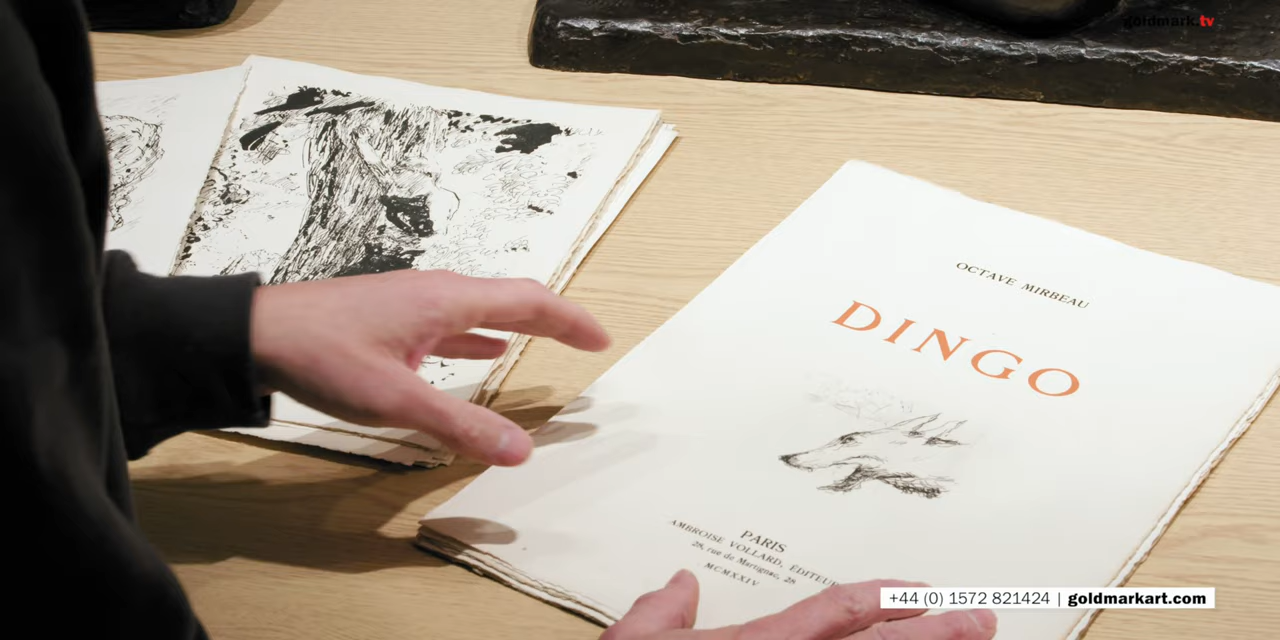 goldmark.tv
OCTAVE MIRBEAU
DINGO
PARIS
AMBROISE VOLLARD, ÉDITEUR
28, rue de Martignac, 28
MCMXXIV
+44 (0) 1572 821424 | goldmarkart.com